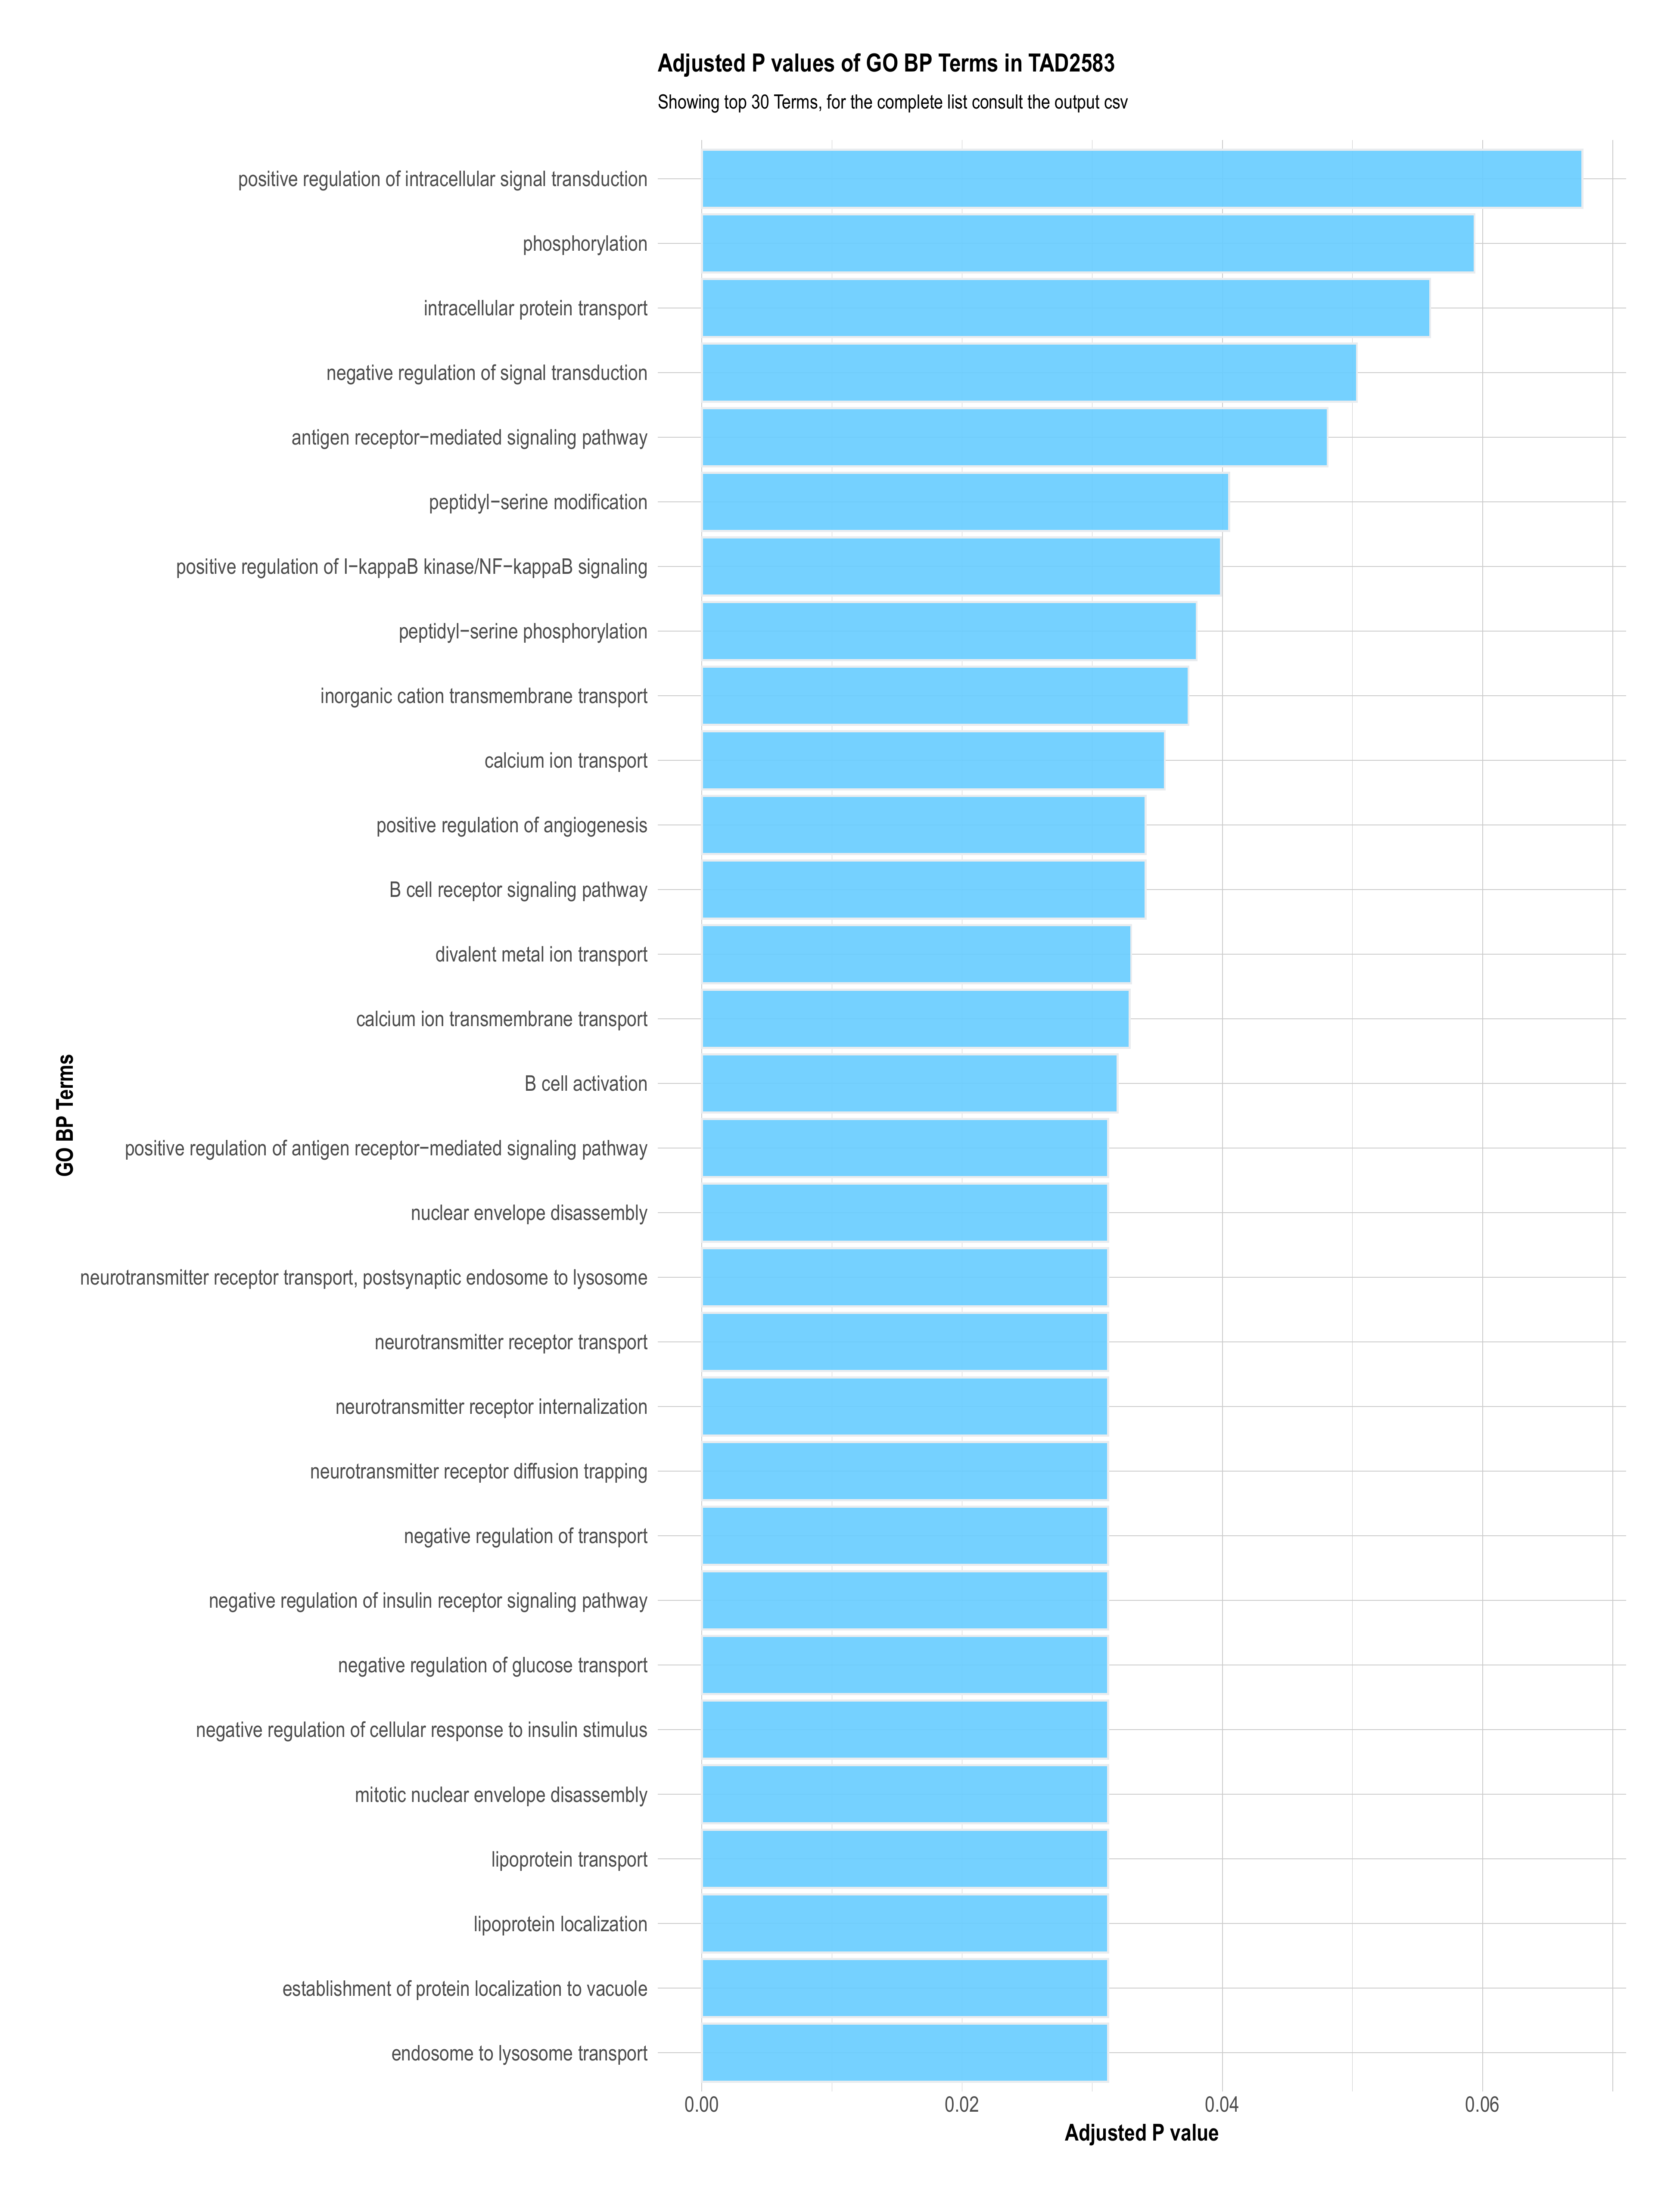 Adjusted P values of GO BP Terms in TAD2583
Showing top 30 Terms, for the complete list consult the output csv
positive regulation of intracellular signal transduction
phosphorylation
intracellular protein transport
negative regulation of signal transduction
antigen receptor−mediated signaling pathway
peptidyl−serine modification
positive regulation of I−kappaB kinase/NF−kappaB signaling
peptidyl−serine phosphorylation
inorganic cation transmembrane transport
calcium ion transport
positive regulation of angiogenesis
B cell receptor signaling pathway
divalent metal ion transport
calcium ion transmembrane transport
B cell activation
positive regulation of antigen receptor−mediated signaling pathway
nuclear envelope disassembly
neurotransmitter receptor transport, postsynaptic endosome to lysosome
neurotransmitter receptor transport
neurotransmitter receptor internalization
neurotransmitter receptor diffusion trapping
negative regulation of transport
negative regulation of insulin receptor signaling pathway
negative regulation of glucose transport
negative regulation of cellular response to insulin stimulus
mitotic nuclear envelope disassembly
lipoprotein transport
lipoprotein localization
establishment of protein localization to vacuole
endosome to lysosome transport
GO BP Terms
0.00 0.02 0.04 0.06
Adjusted P value